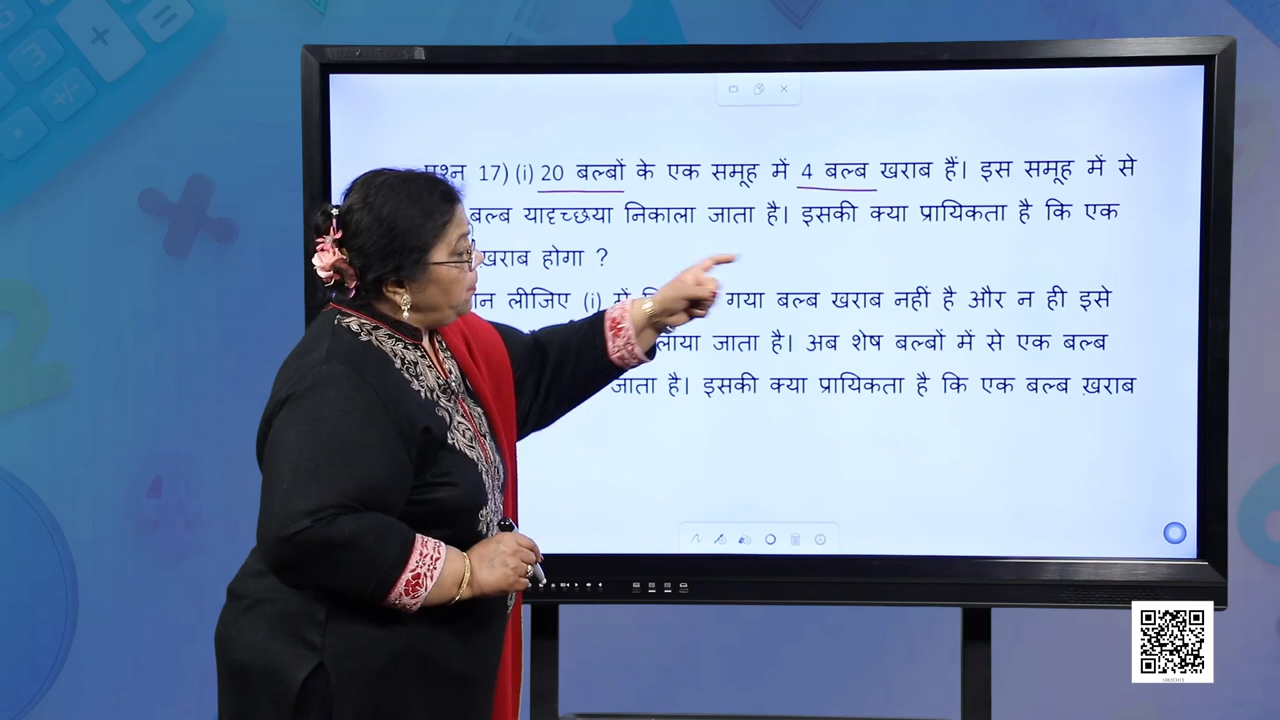 प्रश्न 17) (i) 20 बल्बों के एक समूह में 4 बल्ब खराब हैं। इस समूह में से
बल्ब यादृच्छया निकाला जाता है। इसकी क्या प्रायिकता है कि एक
खराब होगा ?
लीजिए (i) में गया बल्ब खराब नहीं है और न ही इसे
जाता है। अब शेष बल्बों में से एक बल्ब
जाता है। इसकी क्या प्रायिकता है कि एक बल्ब ख़राब